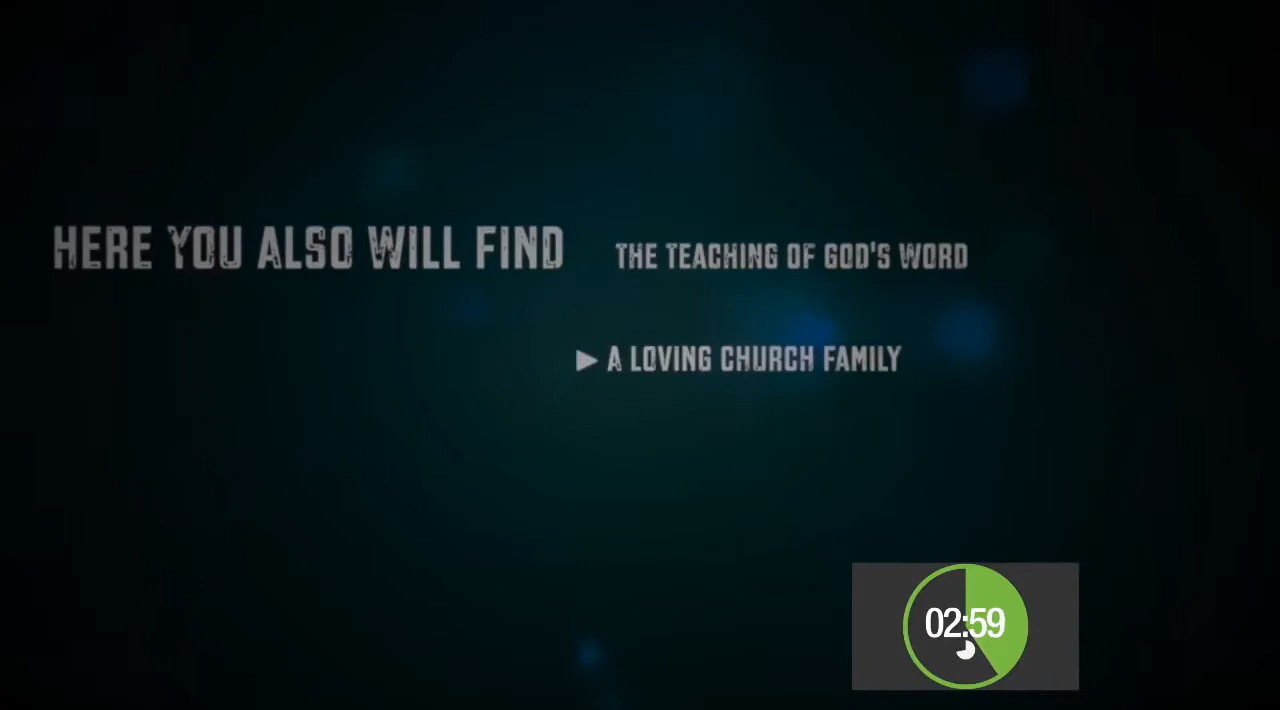 HERE YOU ALSO WILL FIND THE TEACHING OF GOD'S WORD
▶ A LOVING CHURCH FAMILY
02:59